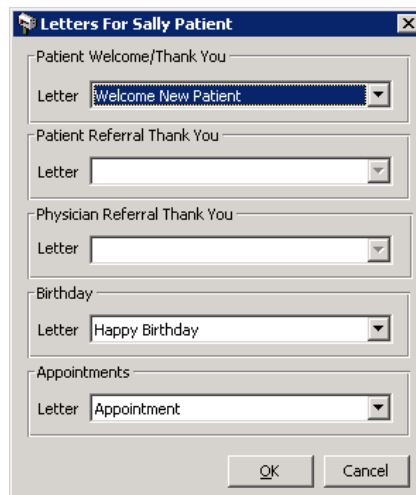 Letters For Sally Patient
Patient Welcome/Thank You
Letter Welcome New Patient
Patient Referral Thank You
Letter
Physician Referral Thank You
Letter
Birthday
Letter Happy Birthday
Appointments
Letter Appointment
OK Cancel